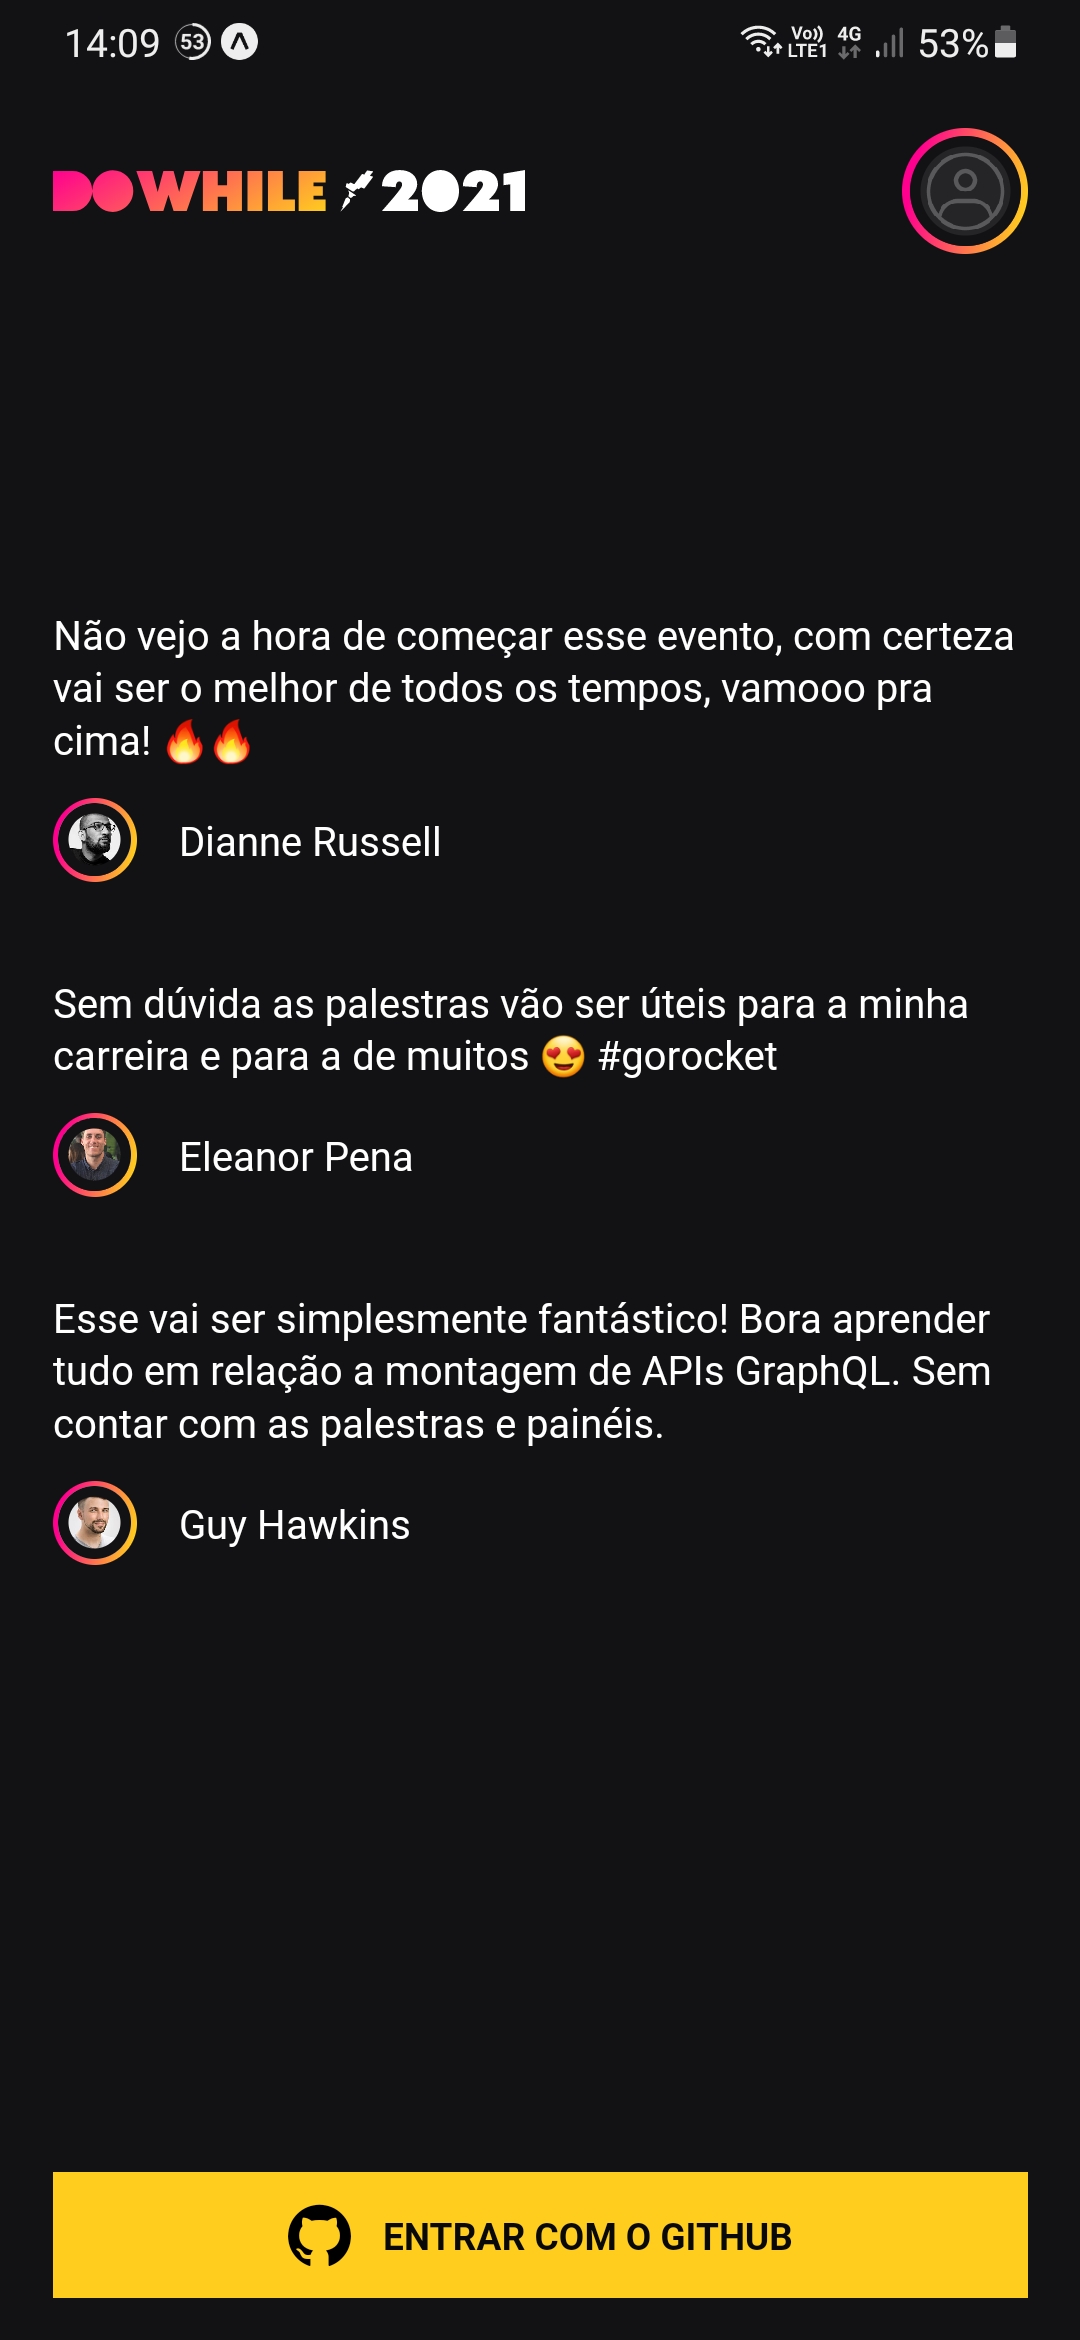 14:09 53 Vo)) LTE1 4G 53%
DOWHILE 2021
Não vejo a hora de começar esse evento, com certeza
vai ser o melhor de todos os tempos, vamooo pra
cima! 🔥🔥
Dianne Russell
Sem dúvida as palestras vão ser úteis para a minha
carreira e para a de muitos 😍 #gorocket
Eleanor Pena
Esse vai ser simplesmente fantástico! Bora aprender
tudo em relação a montagem de APIs GraphQL. Sem
contar com as palestras e painéis.
Guy Hawkins
ENTRAR COM O GITHUB